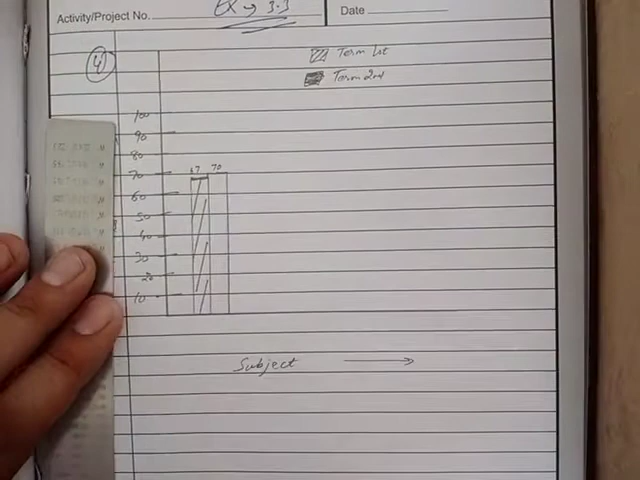 Activity/Project No.
Ex → 3.3
Date
4)
Term 1st
Term 2nd
100
90
80
70
60
50
40
30
20
10
67 70
Subject →